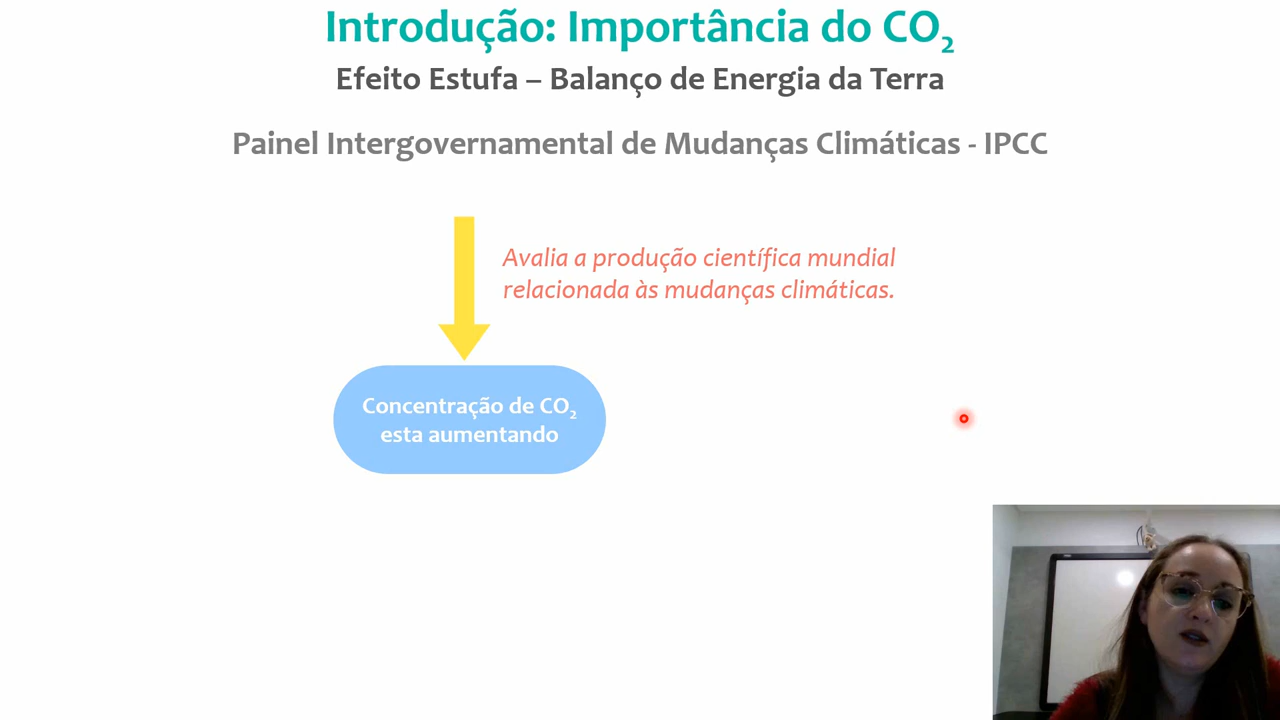 Introdução: Importância do CO₂
Efeito Estufa – Balanço de Energia da Terra
Painel Intergovernamental de Mudanças Climáticas - IPCC
Avalia a produção científica mundial
relacionada às mudanças climáticas.
Concentração de CO₂
esta aumentando